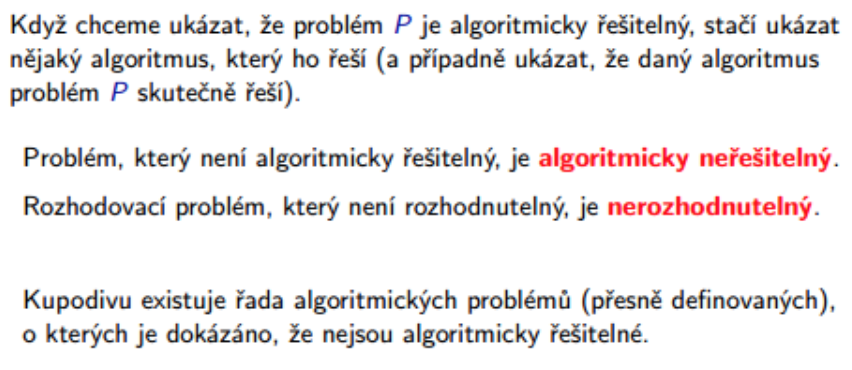 Když chceme ukázat, že problém P je algoritmicky řešitelný, stačí ukázat
nějaký algoritmus, který ho řeší (a případně ukázat, že daný algoritmus
problém P skutečně řeší).
Problém, který není algoritmicky řešitelný, je algoritmicky neřešitelný.
Rozhodovací problém, který není rozhodnutelný, je nerozhodnutelný.
Kupodivu existuje řada algoritmických problémů (přesně definovaných),
o kterých je dokázáno, že nejsou algoritmicky řešitelné.